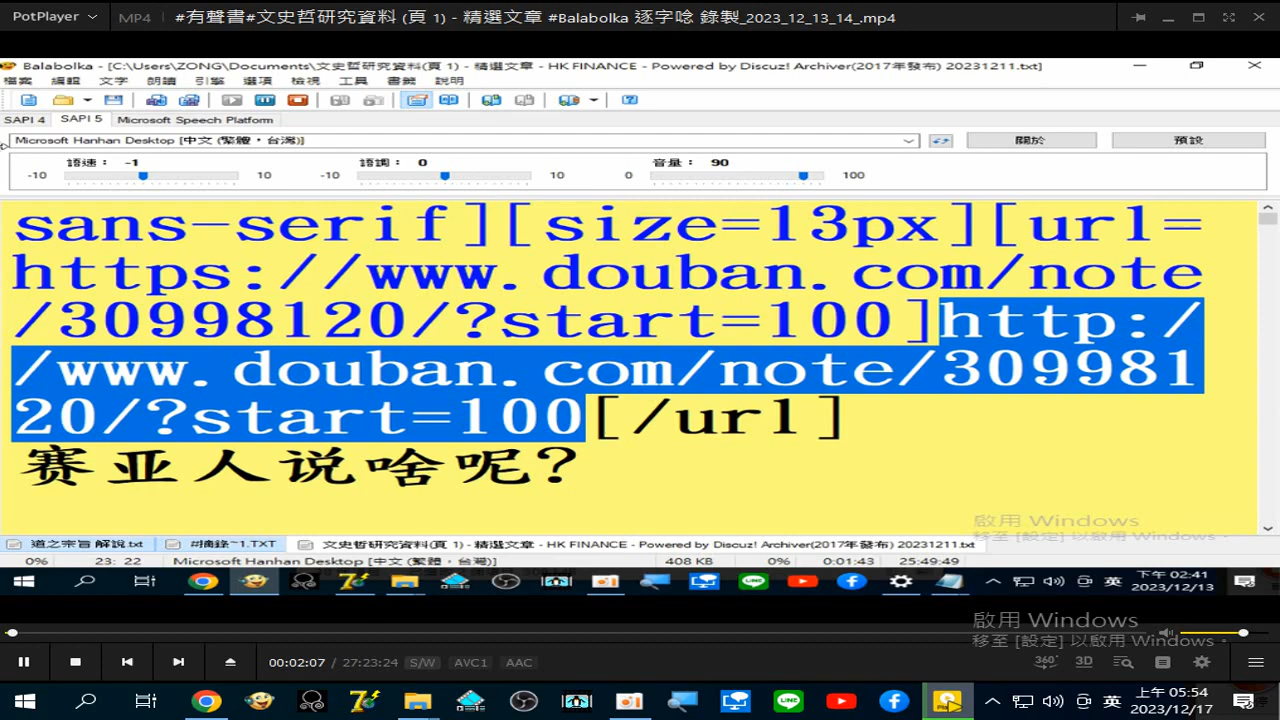 PotPlayer MP4 #有聲書#文史哲研究資料 (頁 1) - 精選文章 #Balabolka 逐字唸 錄製_2023_12_13_14_.mp4
Balabolka - [C:\Users\ZONG\Documents\文史哲研究資料(頁 1) - 精選文章 - HK FINANCE - Powered by Discuz! Archiver(2017年發布) 20231211.txt]
檔案 編輯 文字 朗讀 引擎 選項 檢視 工具 書籤 說明
SAPI 4 SAPI 5 Microsoft Speech Platform
Microsoft Hanhan Desktop [中文 (繁體，台灣)] 關於 預設
語速： -1 語調： 0 音量： 90
-10 10 -10 10 0 100
sans-serif][size=13px][url=
https://www.douban.com/note
/30998120/?start=100]http:/
/www.douban.com/note/309981
20/?start=100[/url]
赛亚人说啥呢?
啟用 Windows
移至 [設定] 以啟用 Windows。
道之宗旨 解說.txt #摘錄~1.TXT 文史哲研究資料(頁 1) - 精選文章 - HK FINANCE - Powered by Discuz! Archiver(2017年發布) 20231211.txt
0% 23: 22 Microsoft Hanhan Desktop [中文 (繁體，台灣)] 408 KB 0% 0:01:43 25:49:49
英 下午 02:41
2023/12/13
啟用 Windows
移至 [設定] 以啟用 Windows。
00:02:07 / 27:23:24 S/W AVC1 AAC 360° 3D
英 上午 05:54
2023/12/17